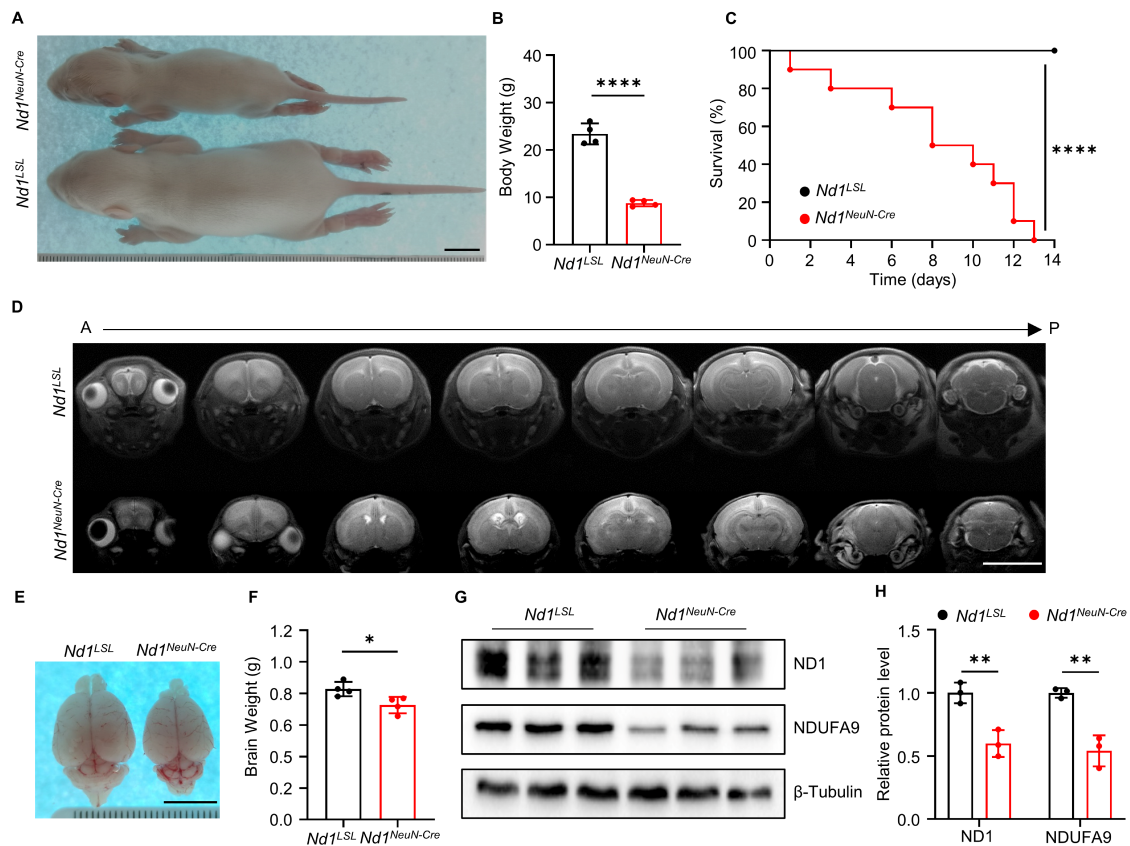 A
Nd1NeuN-Cre
Nd1LSL
B
Body Weight (g)
40
30
20
10
0
****
Nd1LSL Nd1NeuN-Cre
C
Survival (%)
100
80
60
40
20
0
Nd1LSL
Nd1NeuN-Cre
****
0 2 4 6 8 10 12 14
Time (days)
D
A P
Nd1LSL
Nd1NeuN-Cre
E
Nd1LSL Nd1NeuN-Cre
F
Brain Weight (g)
1.2
1.0
0.8
0.6
0.5
0.2
0.0
*
Nd1LSL Nd1NeuN-Cre
G
Nd1LSL Nd1NeuN-Cre
ND1
NDUFA9
β-Tubulin
H
Nd1LSL Nd1NeuN-Cre
Relative protein level
1.5
1.0
0.5
0.0
** **
ND1 NDUFA9